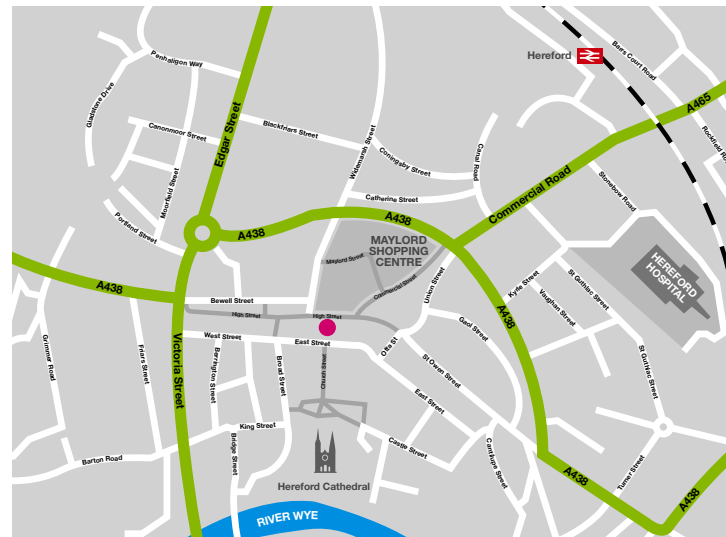 Hereford
Penhaligon Way
Bears Court Road
Gladstone Drive
A465
Edgar Street
Blackfriars Street
Canonmoor Street
Widemarsh Street
Coningsby Street
Canal Road
Rockfield R
Commercial Road
Stonebow Road
Catherine Street
Moorfield Street
Portland Street
A438
A438
MAYLORD
SHOPPING
CENTRE
Maylord Street
Commercial Street
Union Street
HEREFORD
HOSPITAL
A438
Kyrle Street
St Guthlac Street
Vaughan Street
Bewell Street
High Street
High Street
A438
Gaol Street
West Street
East Street
Offa St
St Owen Street
Grimmer Road
Friars Street
Victoria Street
Barrington Street
Broad Street
Church Street
St Guthlac Street
East Street
King Street
Castle Street
Cantilupe Street
Barton Road
Bridge Street
Turner Street
A438
A438
Hereford Cathedral
RIVER WYE